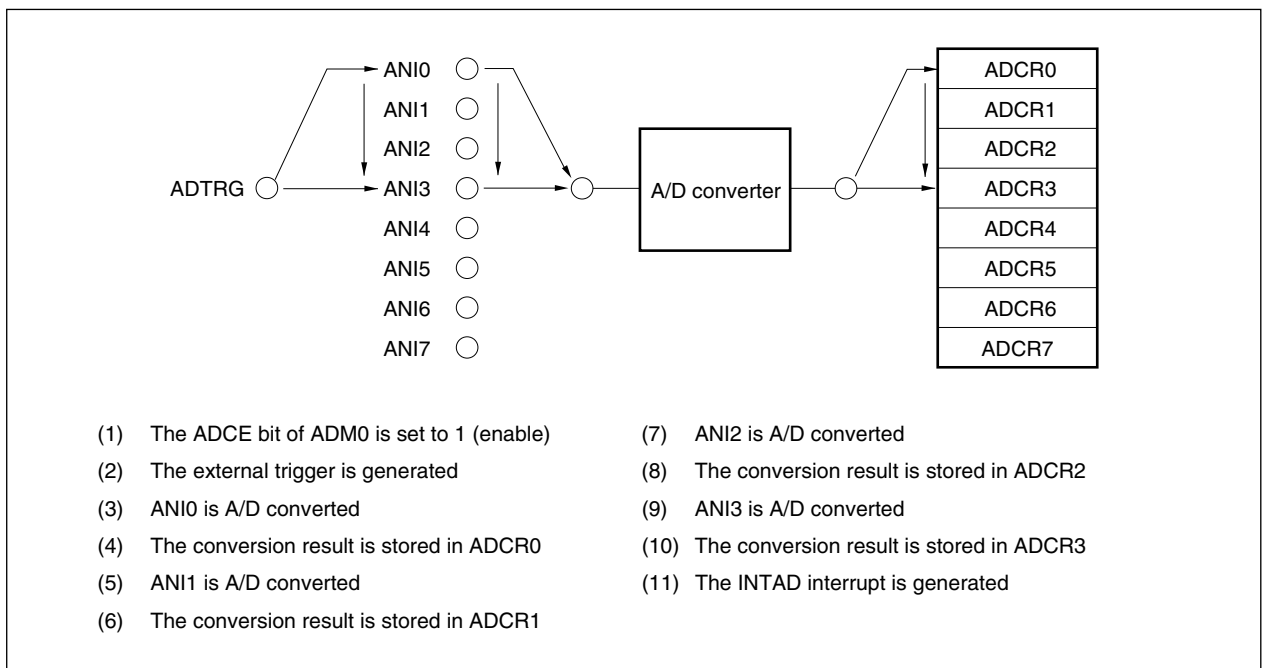 ANI0
ANI1
ANI2
ADTRG
ANI3
ANI4
ANI5
ANI6
ANI7
A/D converter
ADCR0
ADCR1
ADCR2
ADCR3
ADCR4
ADCR5
ADCR6
ADCR7
(1) The ADCE bit of ADM0 is set to 1 (enable)
(2) The external trigger is generated
(3) ANI0 is A/D converted
(4) The conversion result is stored in ADCR0
(5) ANI1 is A/D converted
(6) The conversion result is stored in ADCR1
(7) ANI2 is A/D converted
(8) The conversion result is stored in ADCR2
(9) ANI3 is A/D converted
(10) The conversion result is stored in ADCR3
(11) The INTAD interrupt is generated